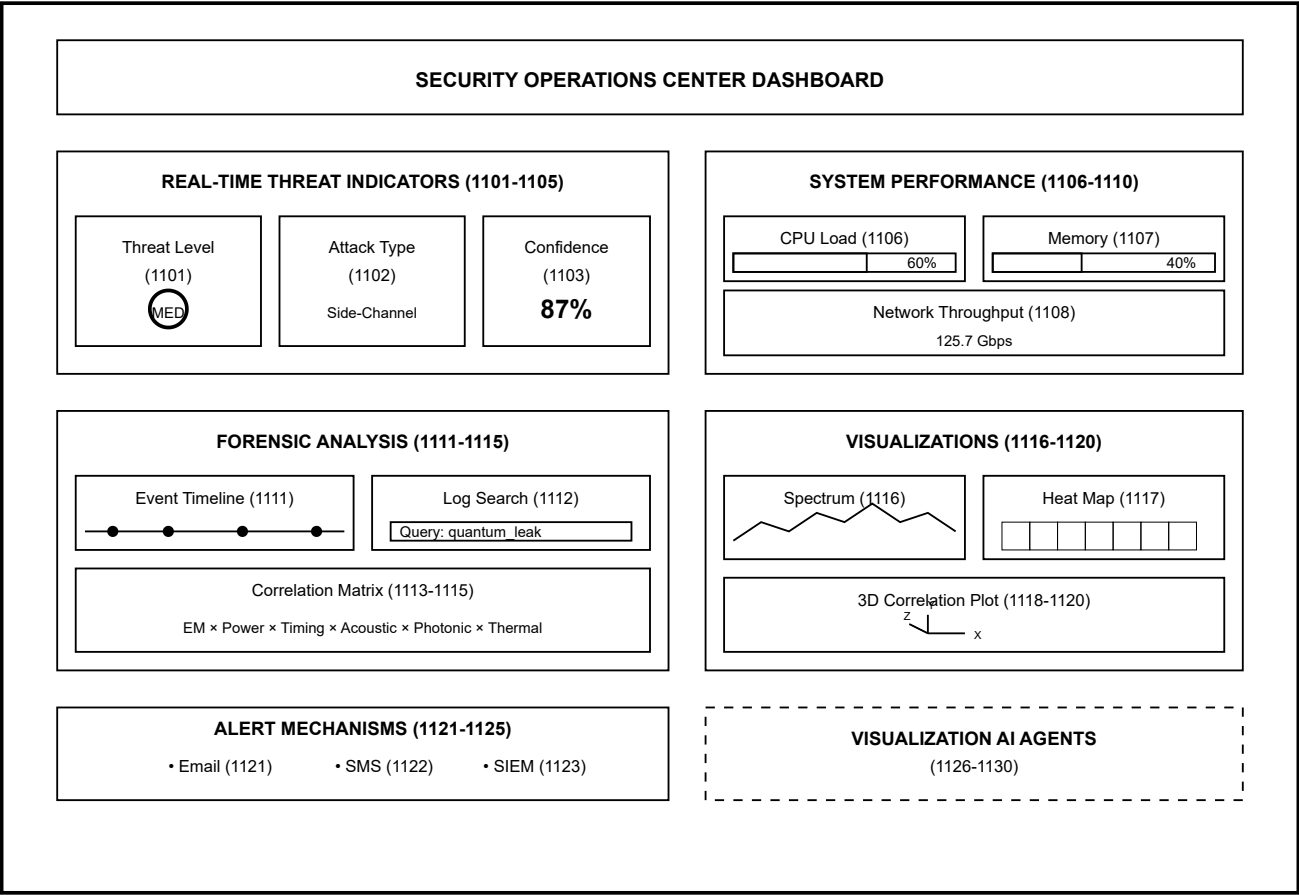 SECURITY OPERATIONS CENTER DASHBOARD
REAL-TIME THREAT INDICATORS (1101-1105)
Threat Level
(1101)
MED
Attack Type
(1102)
Side-Channel
Confidence
(1103)
87%
SYSTEM PERFORMANCE (1106-1110)
CPU Load (1106)
60%
Memory (1107)
40%
Network Throughput (1108)
125.7 Gbps
FORENSIC ANALYSIS (1111-1115)
Event Timeline (1111)
Log Search (1112)
Query: quantum_leak
Correlation Matrix (1113-1115)
EM × Power × Timing × Acoustic × Photonic × Thermal
VISUALIZATIONS (1116-1120)
Spectrum (1116)
Heat Map (1117)
3D Correlation Plot (1118-1120)
Y
Z
X
ALERT MECHANISMS (1121-1125)
• Email (1121)
• SMS (1122)
• SIEM (1123)
VISUALIZATION AI AGENTS
(1126-1130)